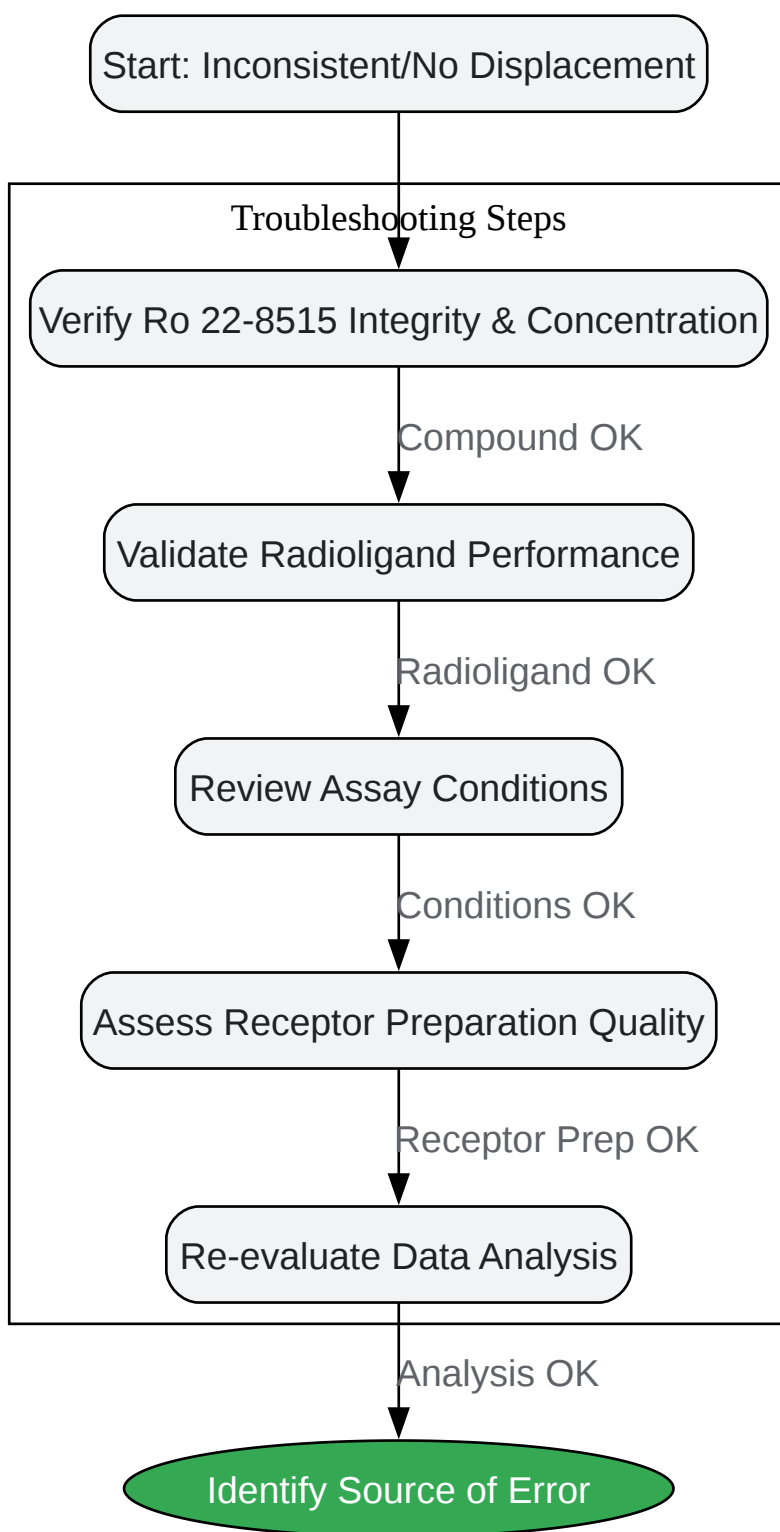 Start: Inconsistent/No Displacement
Troubleshooting Steps
Verify Ro 22-8515 Integrity & Concentration
Compound OK
Validate Radioligand Performance
Radioligand OK
Review Assay Conditions
Conditions OK
Assess Receptor Preparation Quality
Receptor Prep OK
Re-evaluate Data Analysis
Analysis OK
Identify Source of Error